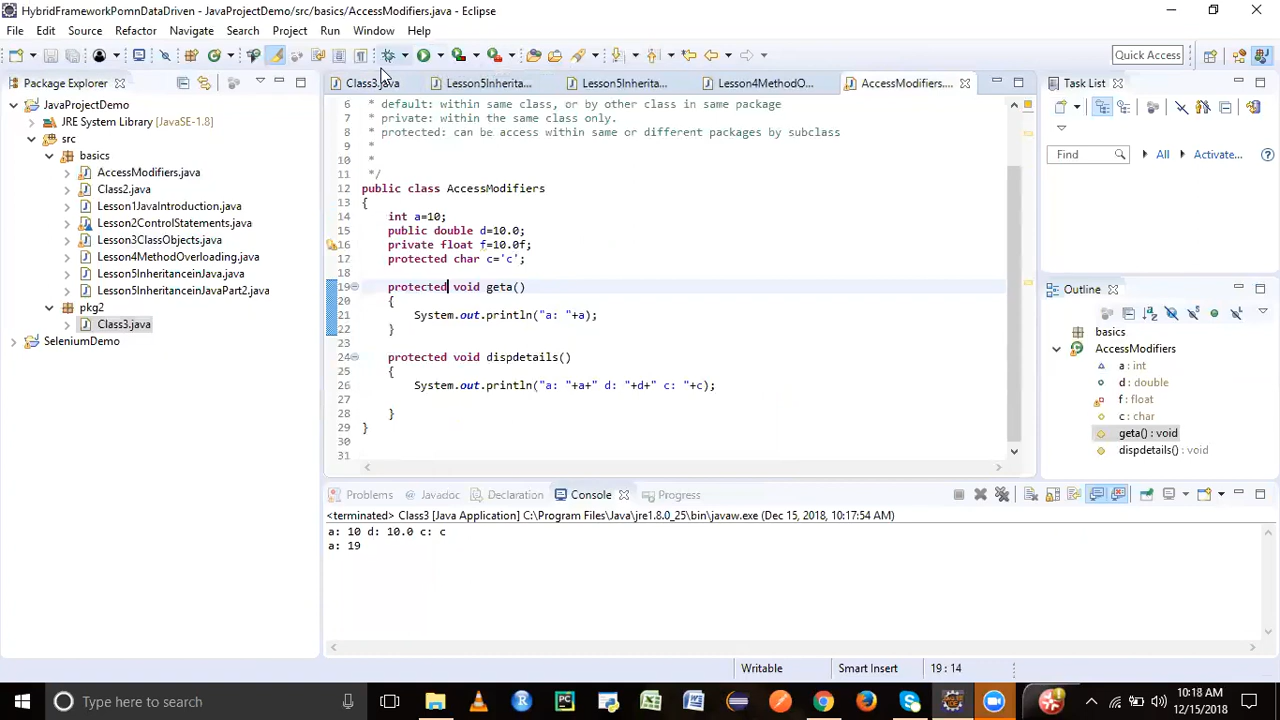 HybridFrameworkPomnDataDriven - JavaProjectDemo/src/basics/AccessModifiers.java - Eclipse
File Edit Source Refactor Navigate Search Project Run Window Help
Quick Access
Package Explorer
Class3.java
Lesson5Inherita...
Lesson5Inherita...
Lesson4MethodO...
AccessModifiers....
Task List
JavaProjectDemo
JRE System Library [JavaSE-1.8]
src
basics
AccessModifiers.java
Class2.java
Lesson1JavaIntroduction.java
Lesson2ControlStatements.java
Lesson3ClassObjects.java
Lesson4MethodOverloading.java
Lesson5InheritanceinJava.java
Lesson5InheritanceinJavaPart2.java
pkg2
Class3.java
SeleniumDemo
6 * default: within same class, or by other class in same package
7 * private: within the same class only.
8 * protected: can be access within same or different packages by subclass
9 *
10 *
11 */
12 public class AccessModifiers
13 {
14 int a=10;
15 public double d=10.0;
16 private float f=10.0f;
17 protected char c='c';
18
19 protected void geta()
20 {
21 System.out.println("a: "+a);
22 }
23
24 protected void dispdetails()
25 {
26 System.out.println("a: "+a+" d: "+d+" c: "+c);
27
28 }
29 }
30
31
Find
All
Activate...
Outline
basics
AccessModifiers
a : int
d : double
f : float
c : char
geta() : void
dispdetails() : void
Problems
Javadoc
Declaration
Console
Progress
<terminated> Class3 [Java Application] C:\Program Files\Java\jre1.8.0_25\bin\javaw.exe (Dec 15, 2018, 10:17:54 AM)
a: 10 d: 10.0 c: c
a: 19
Writable
Smart Insert
19 : 14
Type here to search
10:18 AM
12/15/2018